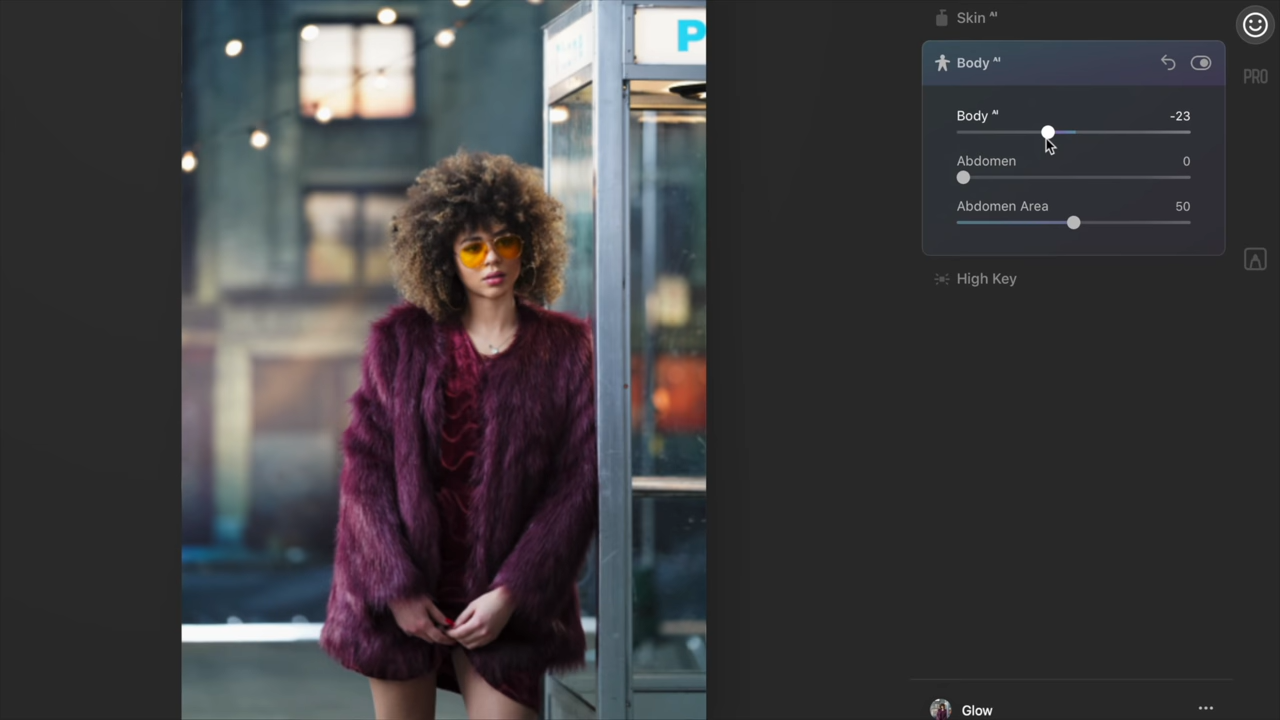 Skin AI
Body AI
PRO
Body AI
-23
Abdomen
0
Abdomen Area
50
High Key
Glow
P